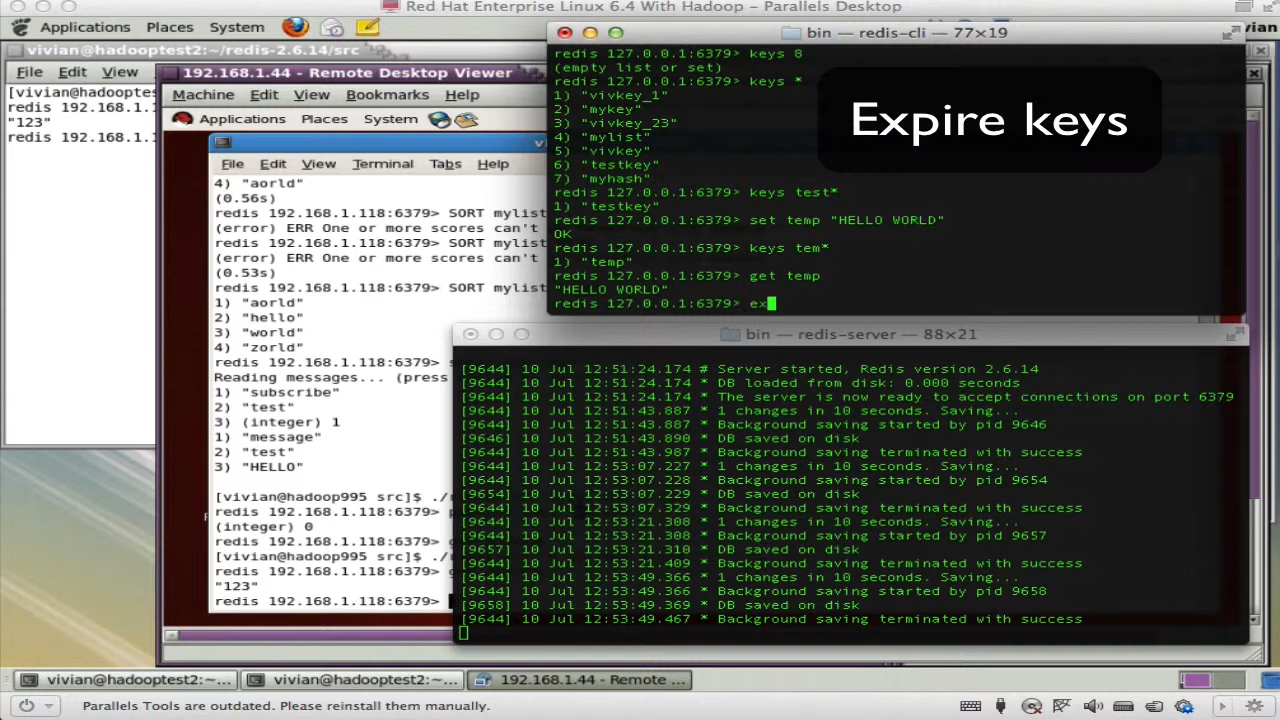 Red Hat Enterprise Linux 6.4 With Hadoop - Parallels Desktop
Applications Places System
vivian@hadooptest2:~/redis-2.6.14/src
File Edit View
[vivian@hadooptes
redis 192.168.1.1
"123"
redis 192.168.1.1
192.168.1.44 - Remote Desktop Viewer
Machine Edit View Bookmarks Help
Applications Places System
File Edit View Terminal Tabs Help
4) "aorld"
(0.56s)
redis 192.168.1.118:6379> SORT mylist
(error) ERR One or more scores can't
redis 192.168.1.118:6379> SORT mylist
(error) ERR One or more scores can't
(0.53s)
redis 192.168.1.118:6379> SORT mylist
1) "aorld"
2) "hello"
3) "world"
4) "zorld"
redis 192.168.1.118:6379> s
Reading messages... (press
1) "subscribe"
2) "test"
3) (integer) 1
1) "message"
2) "test"
3) "HELLO"
[vivian@hadoop995 src]$ ./
redis 192.168.1.118:6379>
(integer) 0
redis 192.168.1.118:6379>
[vivian@hadoop995 src]$ ./
redis 192.168.1.118:6379>
"123"
redis 192.168.1.118:6379>
bin — redis-cli — 77×19
redis 127.0.0.1:6379> keys 8
(empty list or set)
redis 127.0.0.1:6379> keys *
1) "vivkey_1"
2) "mykey"
3) "vivkey_23"
4) "mylist"
5) "vivkey"
6) "testkey"
7) "myhash"
redis 127.0.0.1:6379> keys test*
1) "testkey"
redis 127.0.0.1:6379> set temp "HELLO WORLD"
OK
redis 127.0.0.1:6379> keys tem*
1) "temp"
redis 127.0.0.1:6379> get temp
"HELLO WORLD"
redis 127.0.0.1:6379> ex
Expire keys
bin — redis-server — 88×21
[9644] 10 Jul 12:51:24.174 # Server started, Redis version 2.6.14
[9644] 10 Jul 12:51:24.174 * DB loaded from disk: 0.000 seconds
[9644] 10 Jul 12:51:24.174 * The server is now ready to accept connections on port 6379
[9644] 10 Jul 12:51:43.887 * 1 changes in 10 seconds. Saving...
[9644] 10 Jul 12:51:43.887 * Background saving started by pid 9646
[9646] 10 Jul 12:51:43.890 * DB saved on disk
[9644] 10 Jul 12:51:43.987 * Background saving terminated with success
[9644] 10 Jul 12:53:07.227 * 1 changes in 10 seconds. Saving...
[9644] 10 Jul 12:53:07.228 * Background saving started by pid 9654
[9654] 10 Jul 12:53:07.229 * DB saved on disk
[9644] 10 Jul 12:53:07.329 * Background saving terminated with success
[9644] 10 Jul 12:53:21.308 * 1 changes in 10 seconds. Saving...
[9644] 10 Jul 12:53:21.308 * Background saving started by pid 9657
[9657] 10 Jul 12:53:21.310 * DB saved on disk
[9644] 10 Jul 12:53:21.409 * Background saving terminated with success
[9644] 10 Jul 12:53:49.366 * 1 changes in 10 seconds. Saving...
[9644] 10 Jul 12:53:49.366 * Background saving started by pid 9658
[9658] 10 Jul 12:53:49.369 * DB saved on disk
[9644] 10 Jul 12:53:49.467 * Background saving terminated with success
vivian@hadooptest2:~... vivian@hadooptest2:~... 192.168.1.44 - Remote ...
Parallels Tools are outdated. Please reinstall them manually.